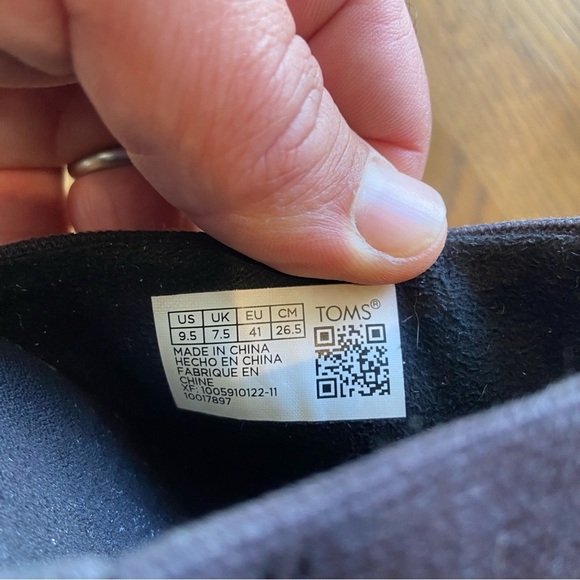 US UK EU CM
9.5 7.5 41 26.5
MADE IN CHINA
HECHO EN CHINA
FABRIQUE EN
CHINE
XF: 1005910122-11
10017897
TOMS®